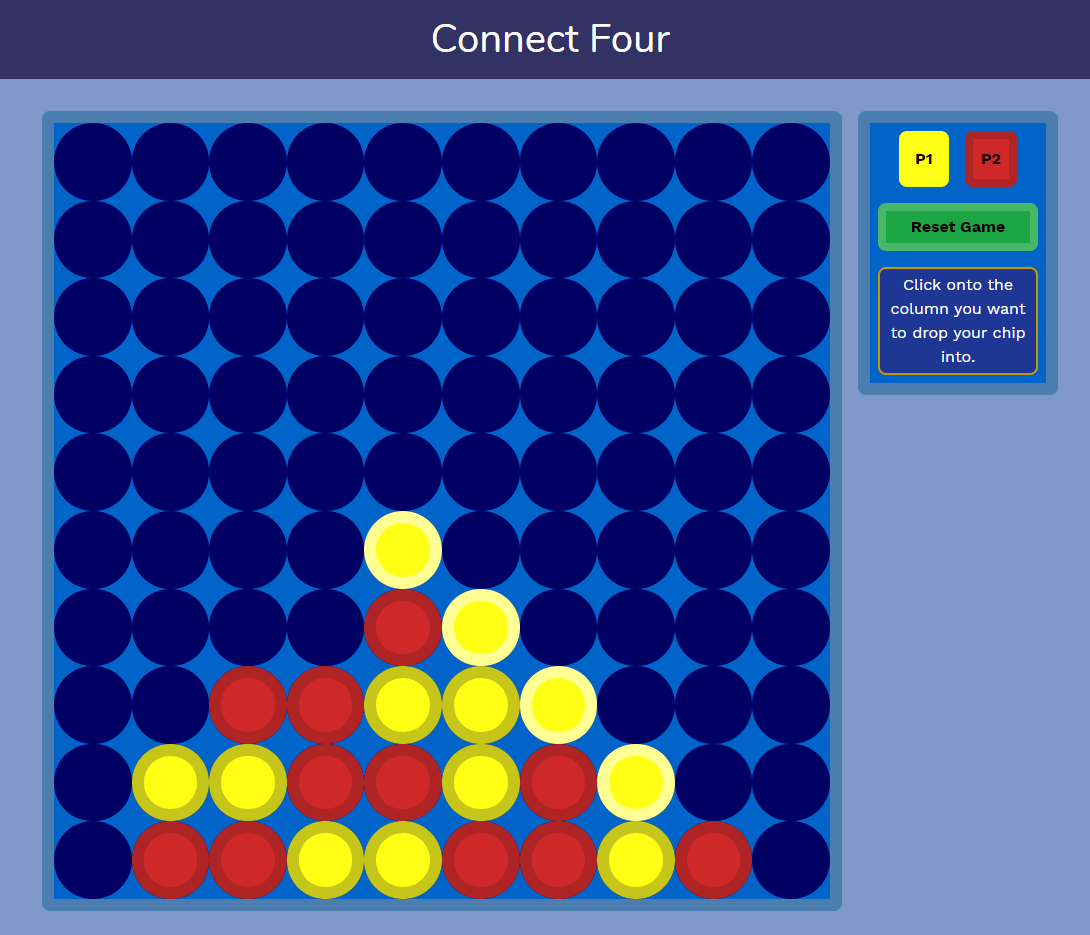 Connect Four
P1 P2
Reset Game
Click onto the
column you want
to drop your chip
into.